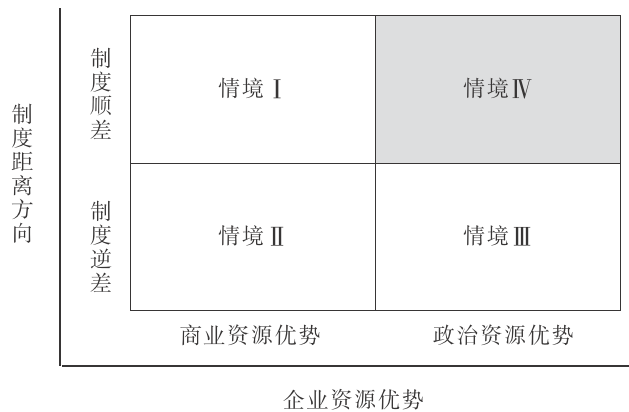 制度距离方向
制度顺差
情境Ⅰ
情境Ⅳ
制度逆差
情境Ⅱ
情境Ⅲ
商业资源优势
政治资源优势
企业资源优势